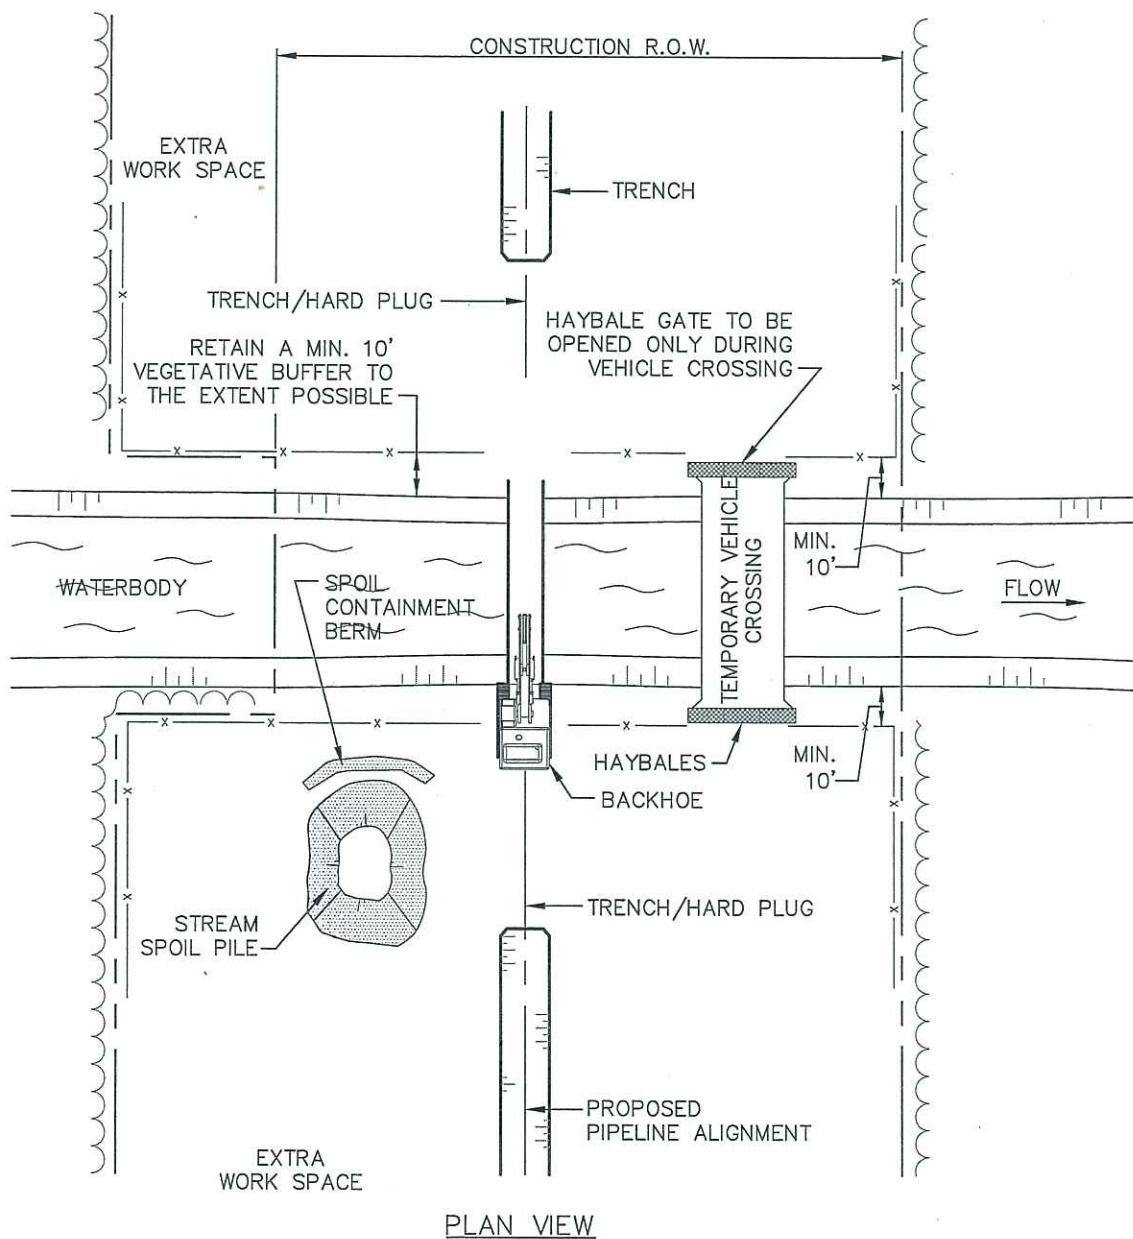 CONSTRUCTION R.O.W.
EXTRA
WORK SPACE
TRENCH
TRENCH/HARD PLUG
HAYBALE GATE TO BE
OPENED ONLY DURING
VEHICLE CROSSING
RETAIN A MIN. 10'
VEGETATIVE BUFFER TO
THE EXTENT POSSIBLE
WATERBODY
SPOIL
CONTAINMENT
BERM
TEMPORARY VEHICLE
CROSSING
MIN.
10'
FLOW
HAYBALES
BACKHOE
MIN.
10'
STREAM
SPOIL PILE
TRENCH/HARD PLUG
PROPOSED
PIPELINE ALIGNMENT
EXTRA
WORK SPACE
PLAN VIEW